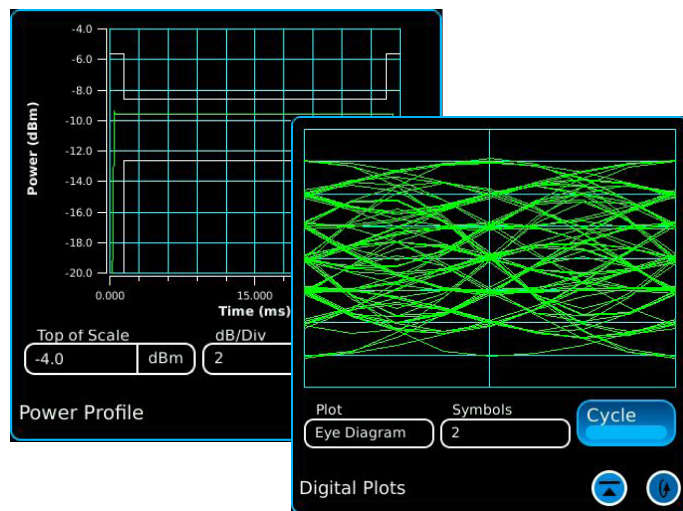 -4.0
-6.0
-8.0
-10.0
-12.0
-14.0
-16.0
-18.0
-20.0
Power (dBm)
0.000
15.000
Time (ms)
Top of Scale
dB/Div
-4.0
dBm
2
Power Profile
Plot
Symbols
Eye Diagram
2
Cycle
Digital Plots